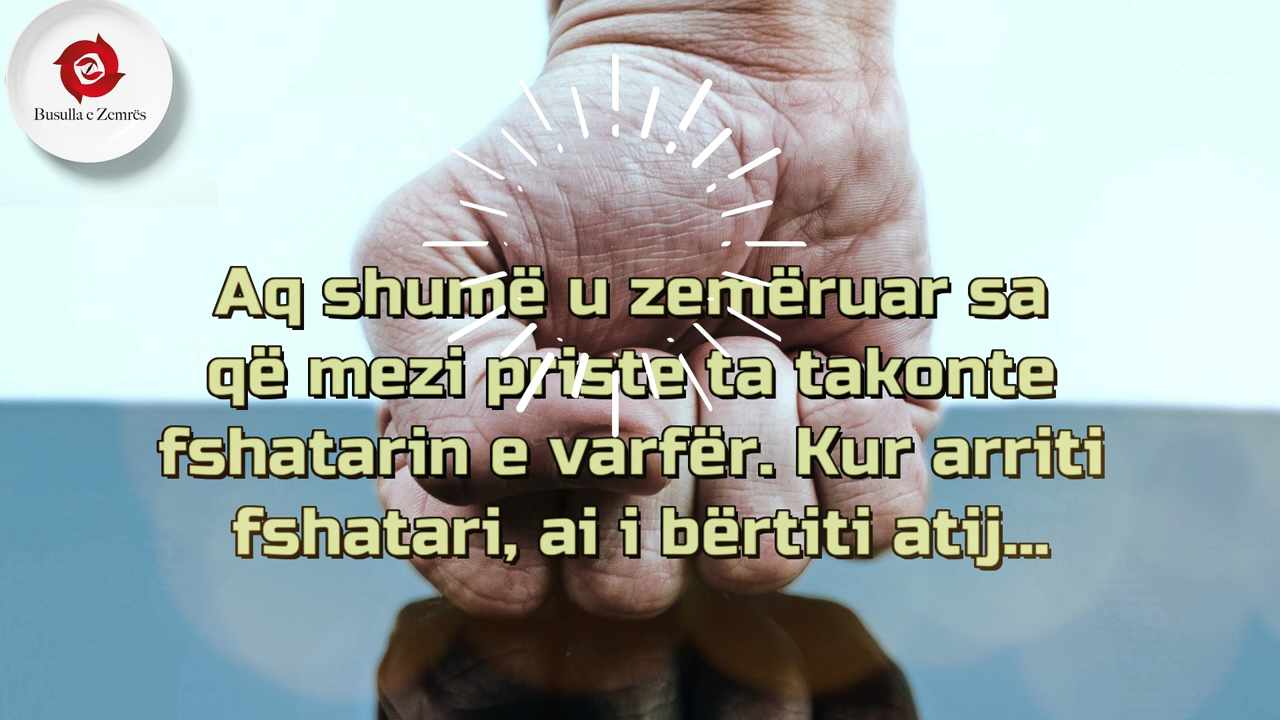 Busulla e Zemrës
Aq shumë u zemëruar sa
që mezi priste ta takonte
fshatarin e varfër. Kur arriti
fshatari, ai i bërtiti atij...